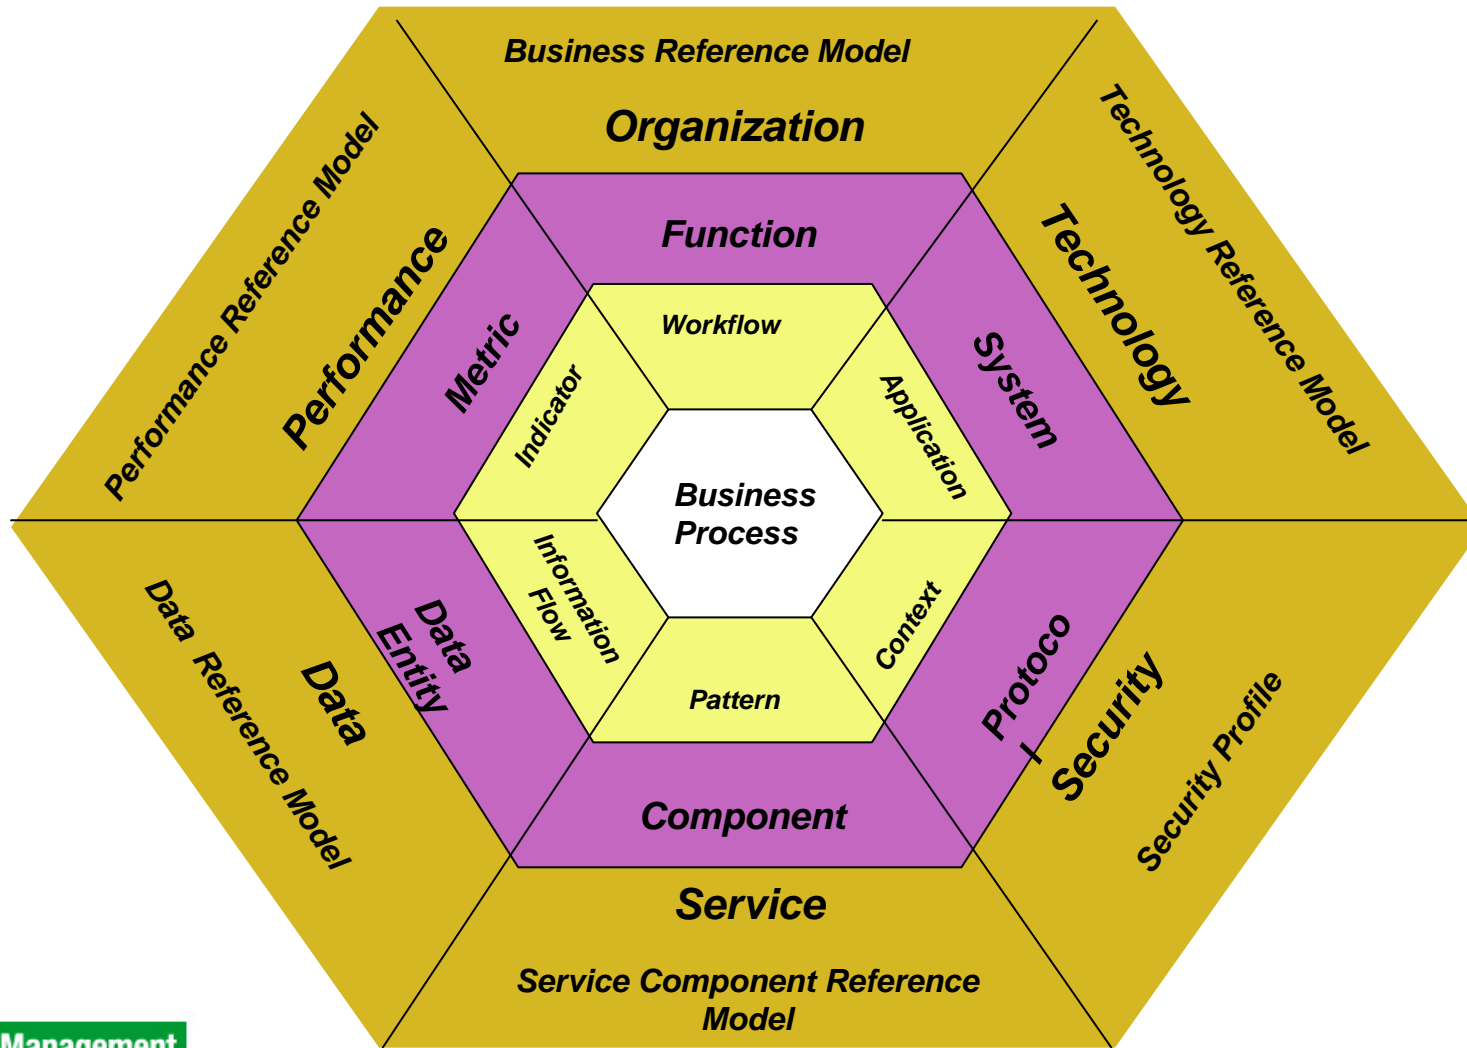 Business Reference Model
Organization
Function
Workflow
Performance Reference Model
Performance
Metric
Indicator
Technology Reference Model
Technology
System
Application
Business
Process
Data Reference Model
Data
Data
Entity
Information
Flow
Context
Protoco
l
Security
Security Profile
Pattern
Component
Service
Service Component Reference
Model
Management